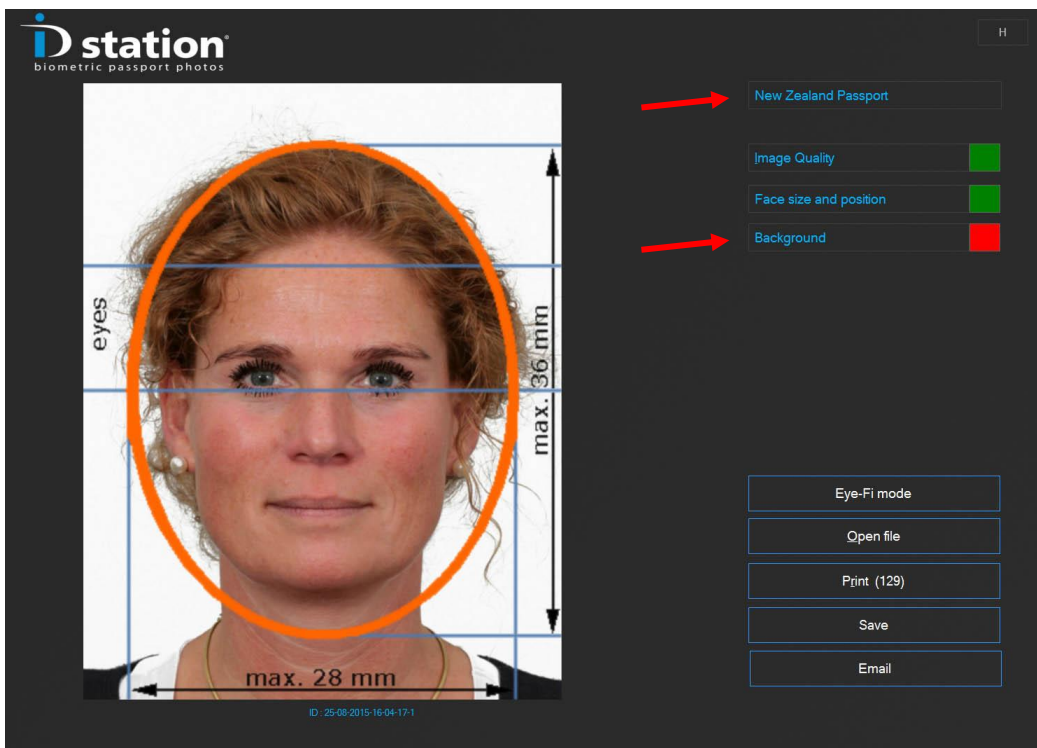 iD station®
biometric passport photos
H
New Zealand Passport
Image Quality
Face size and position
Background
eyes
max. 36 mm
max. 28 mm
Eye-Fi mode
Open file
Print (129)
Save
Email
ID : 25-08-2015-16-04-17-1